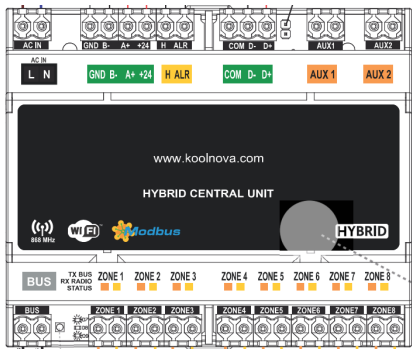 AC IN GND B- A+ +24 H ALR COM D- D+ AUX1 AUX2
AC IN
L N GND B- A+ +24 H ALR COM D- D+ AUX 1 AUX 2
www.koolnova.com
HYBRID CENTRAL UNIT
868 MHz WiFi Modbus HYBRID
BUS
TX BUS
RX RADIO
STATUS
ZONE 1 ZONE 2 ZONE 3 ZONE 4 ZONE 5 ZONE 6 ZONE 7 ZONE 8
BUS ZONE 1 ZONE2 ZONE3 ZONE4 ZONE5 ZONE6 ZONE7 ZONE8